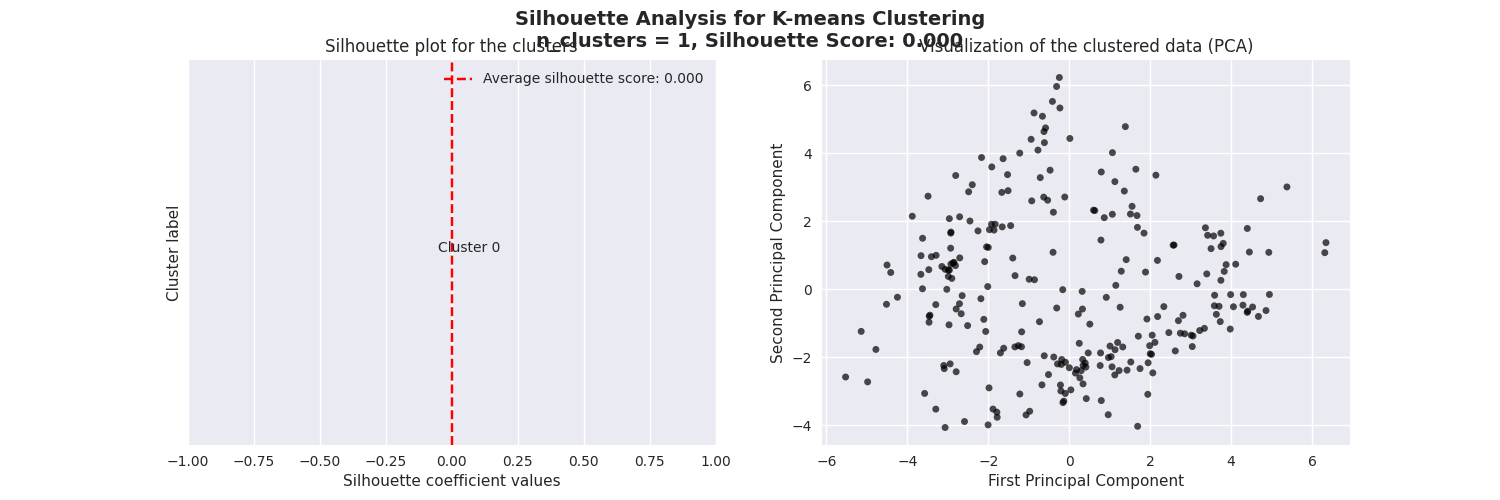 Silhouette Analysis for K-means Clustering
n_clusters = 1, Silhouette Score: 0.000
Silhouette plot for the clusters
Average silhouette score: 0.000
Cluster label
Cluster 0
−1.00 −0.75 −0.50 −0.25 0.00 0.25 0.50 0.75 1.00
Silhouette coefficient values
Visualization of the clustered data (PCA)
Second Principal Component
6
4
2
0
−2
−4
−6 −4 −2 0 2 4 6
First Principal Component